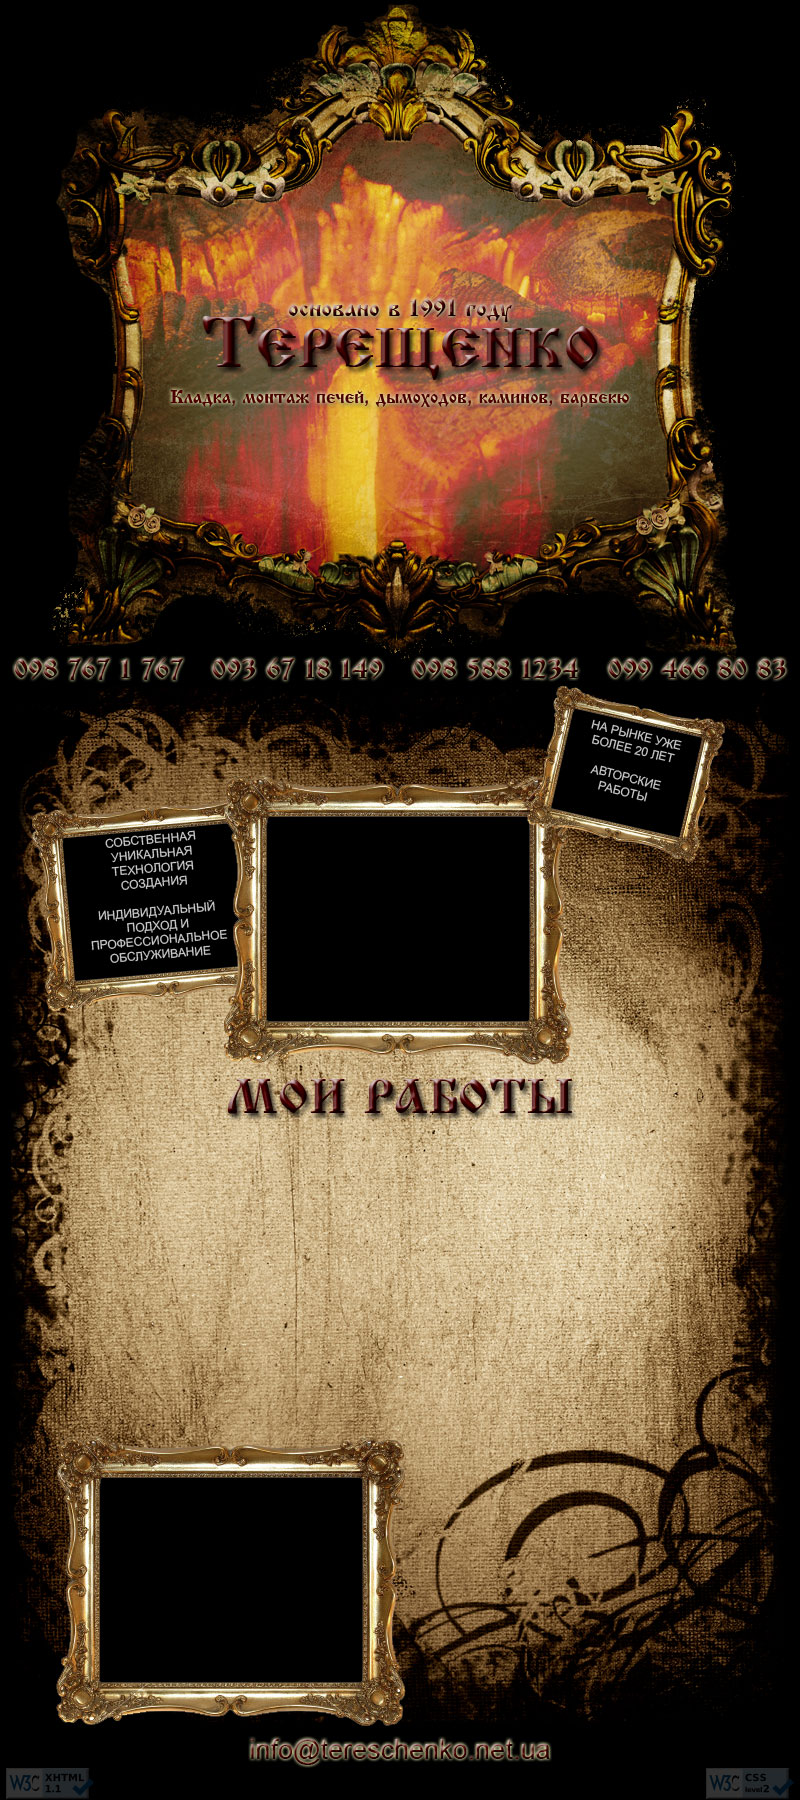 основано в 1991 году
Терещенко
Кладка, монтаж печей, дымоходов, каминов, барбекю
098 767 1 767 093 67 18 149 098 588 1234 099 466 80 83
НА РЫНКЕ УЖЕ
БОЛЕЕ 20 ЛЕТ
АВТОРСКИЕ
РАБОТЫ
СОБСТВЕННАЯ
УНИКАЛЬНАЯ
ТЕХНОЛОГИЯ
СОЗДАНИЯ
ИНДИВИДУАЛЬНЫЙ
ПОДХОД И
ПРОФЕССИОНАЛЬНОЕ
ОБСЛУЖИВАНИЕ
МОИ РАБОТЫ
info@tereschenko.net.ua
W3C XHTML 1.1
W3C CSS level 2